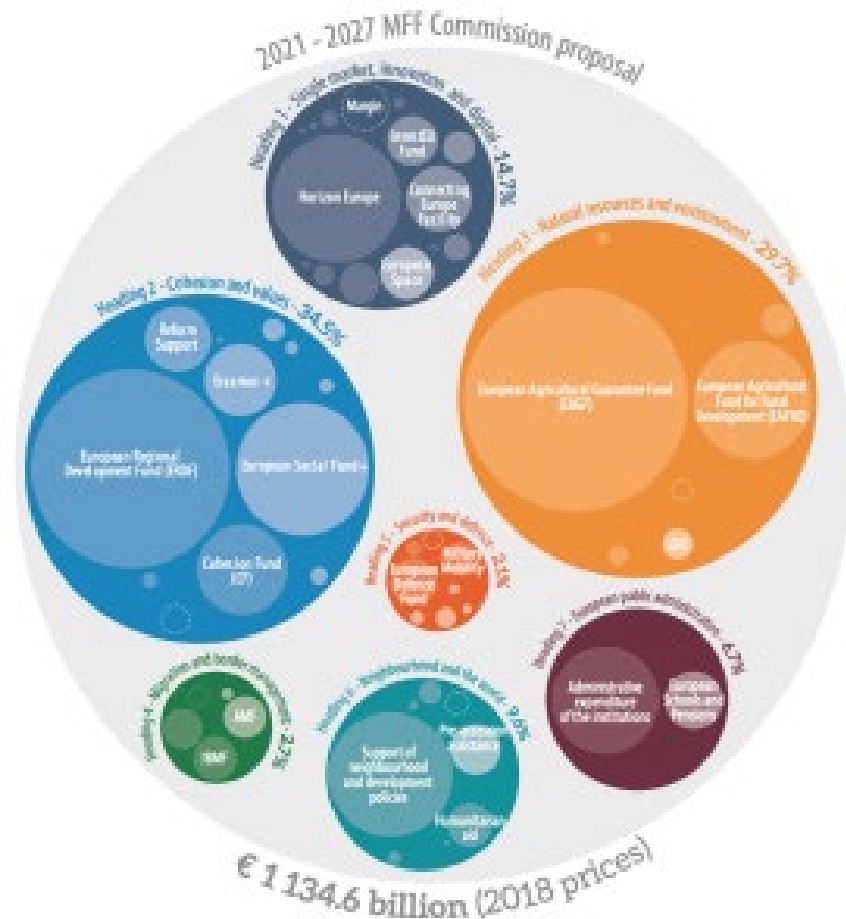 2021 - 2027 MFF Commission proposal
Heading 1 - Single market, innovation, and digital - 14.7%
Margin
InvestEU
Fund
Horizon Europe
Connecting
Europe
Facility
European
Space
Heading 3 - Natural resources and environment - 29.7%
European Agricultural Guarantee Fund
(EAGF)
European Agricultural
Fund for Rural
Development (EAFRD)
Heading 2 - Cohesion and values - 34.5%
Reform
Support
Erasmus +
European Regional
Development Fund (ERDF)
European Social Fund+
Cohesion Fund
(CF)
Heading 5 - Security and defence - 2.1%
Military
Mobility
European
Defence
Fund
Heading 7 - European public administration - 6.7%
Administrative
expenditure
of the institutions
European
Schools and
Pensions
Heading 4 - Migration and border management - 2.7%
AMF
BMF
Heading 6 - Neighbourhood and the world - 9.6%
Pre-accession
assistance
Support of
neighbourhood
and development
policies
Humanitarian
aid
€ 1 134.6 billion (2018 prices)